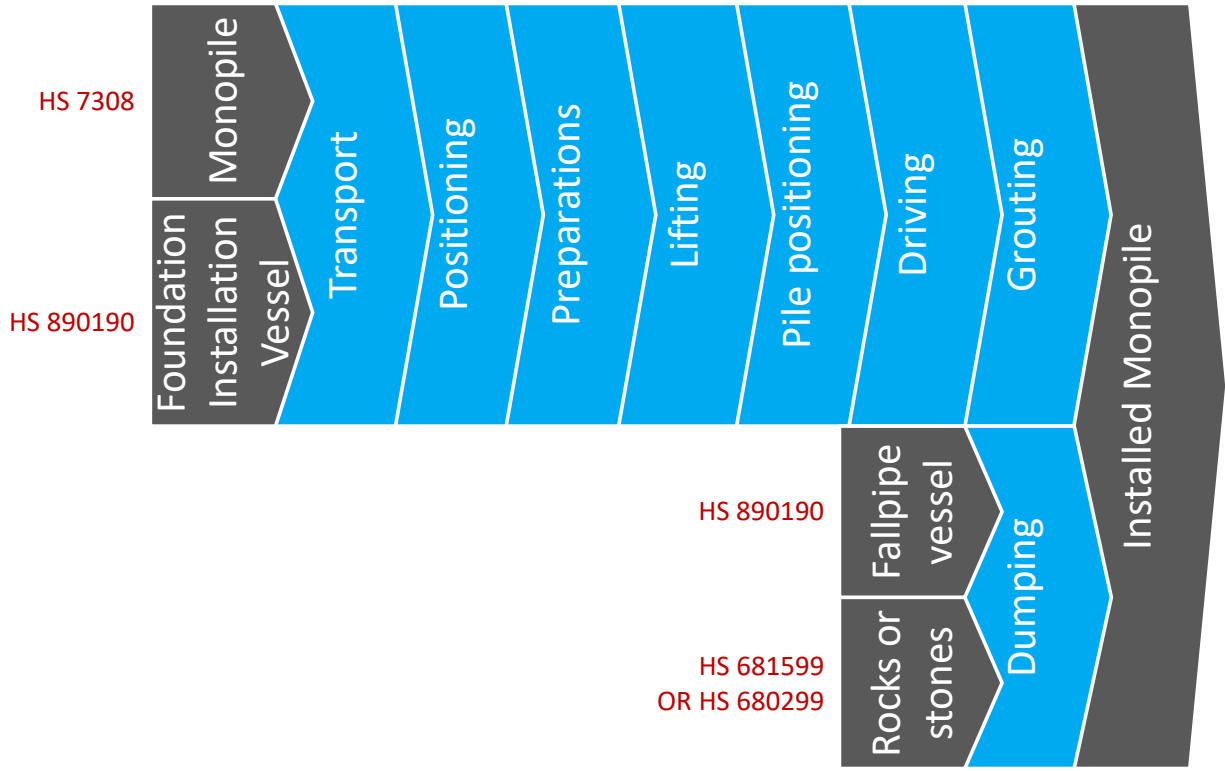 HS 7308
Monopile
HS 890190
Foundation
Installation
Vessel
Transport
Positioning
Preparations
Lifting
Pile positioning
Driving
Grouting
HS 890190
Fallpipe
vessel
HS 681599
OR HS 680299
Rocks or
stones
Dumping
Installed Monopile